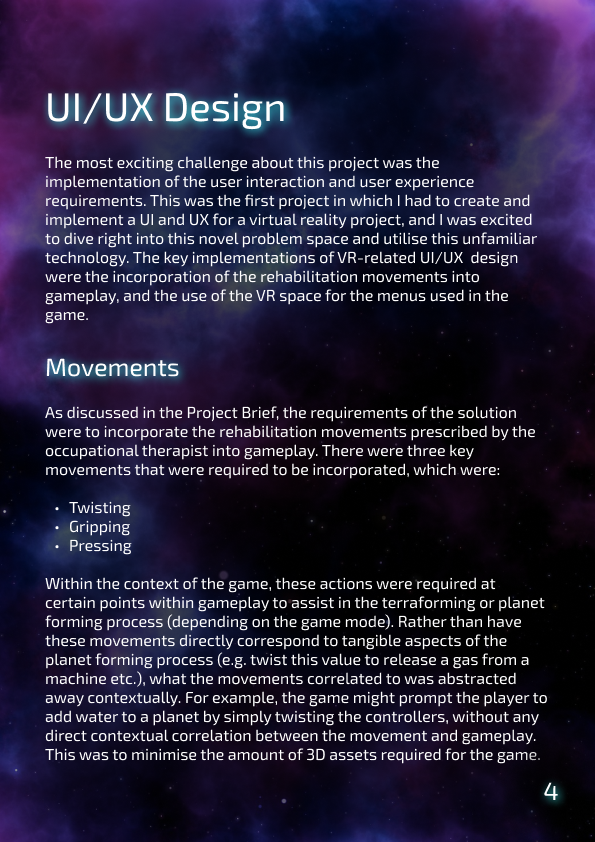 UI/UX Design
The most exciting challenge about this project was the
implementation of the user interaction and user experience
requirements. This was the first project in which I had to create and
implement a UI and UX for a virtual reality project, and I was excited
to dive right into this novel problem space and utilise this unfamiliar
technology. The key implementations of VR-related UI/UX  design
were the incorporation of the rehabilitation movements into
gameplay, and the use of the VR space for the menus used in the
game.
Movements
As discussed in the Project Brief, the requirements of the solution
were to incorporate the rehabilitation movements prescribed by the
occupational therapist into gameplay. There were three key
movements that were required to be incorporated, which were:
• Twisting
• Gripping
• Pressing
Within the context of the game, these actions were required at
certain points within gameplay to assist in the terraforming or planet
forming process (depending on the game mode). Rather than have
these movements directly correspond to tangible aspects of the
planet forming process (e.g. twist this value to release a gas from a
machine etc.), what the movements correlated to was abstracted
away contextually. For example, the game might prompt the player to
add water to a planet by simply twisting the controllers, without any
direct contextual correlation between the movement and gameplay.
This was to minimise the amount of 3D assets required for the game.
4